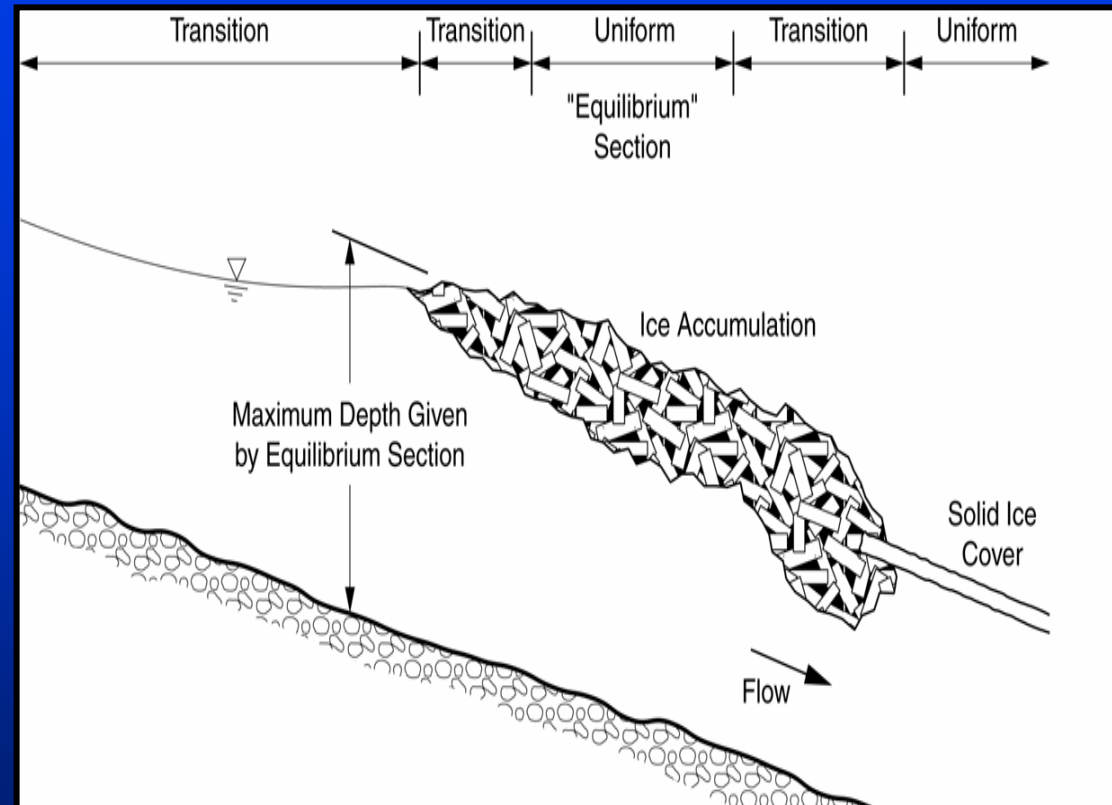 Transition
Transition
Uniform
Transition
Uniform
"Equilibrium"
Section
Ice Accumulation
Maximum Depth Given
by Equilibrium Section
Solid Ice
Cover
Flow